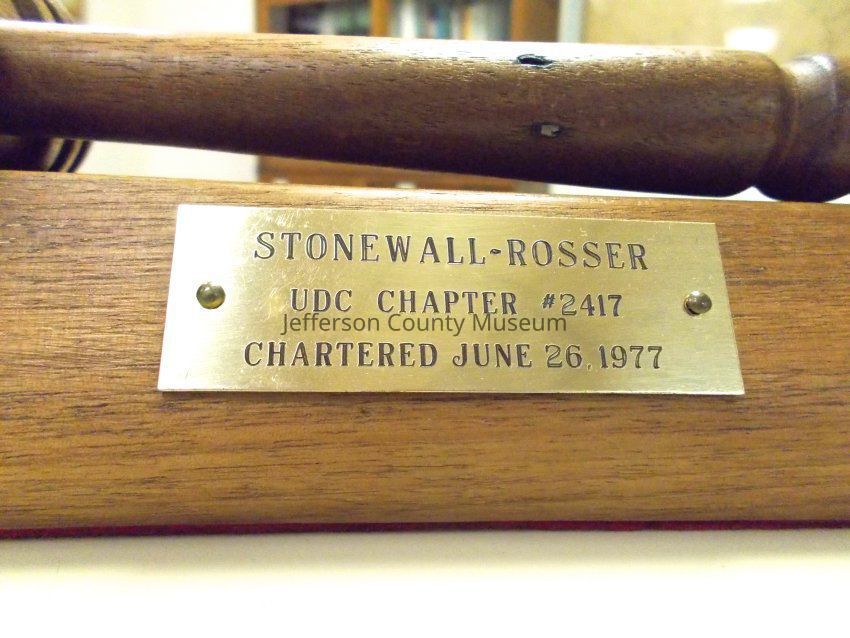 STONEWALL-ROSSER
UDC CHAPTER #2417
Jefferson County Museum
CHARTERED JUNE 26, 1977